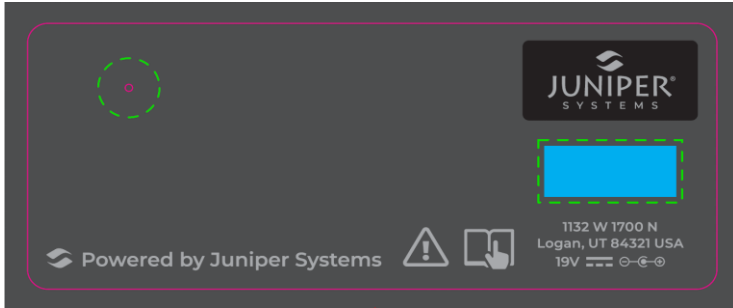 JUNIPER®
SYSTEMS
1132 W 1700 N
Logan, UT 84321 USA
19V
Powered by Juniper Systems